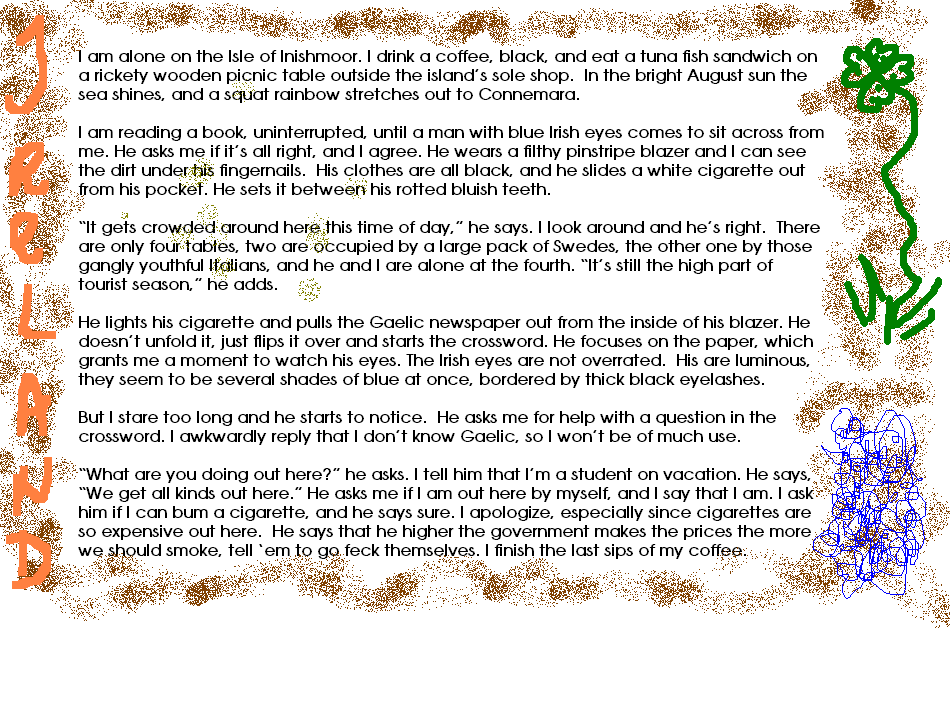 IRELAND
I am alone on the Isle of Inishmoor. I drink a coffee, black, and eat a tuna fish sandwich on
a rickety wooden picnic table outside the island's sole shop.  In the bright August sun the
sea shines, and a squat rainbow stretches out to Connemara.
I am reading a book, uninterrupted, until a man with blue Irish eyes comes to sit across from
me. He asks me if it's all right, and I agree. He wears a filthy pinstripe blazer and I can see
the dirt under his fingernails.  His clothes are all black, and he slides a white cigarette out
from his pocket. He sets it between his rotted bluish teeth.
"It gets crowded around here this time of day," he says. I look around and he's right.  There
are only four tables, two are occupied by a large pack of Swedes, the other one by those
gangly youthful Italians, and he and I are alone at the fourth. "It's still the high part of
tourist season," he adds.
He lights his cigarette and pulls the Gaelic newspaper out from the inside of his blazer. He
doesn't unfold it, just flips it over and starts the crossword. He focuses on the paper, which
grants me a moment to watch his eyes. The Irish eyes are not overrated.  His are luminous,
they seem to be several shades of blue at once, bordered by thick black eyelashes.
But I stare too long and he starts to notice.  He asks me for help with a question in the
crossword. I awkwardly reply that I don't know Gaelic, so I won't be of much use.
"What are you doing out here?" he asks. I tell him that I'm a student on vacation. He says,
"We get all kinds out here." He asks me if I am out here by myself, and I say that I am. I ask
him if I can bum a cigarette, and he says sure. I apologize, especially since cigarettes are
so expensive out here.  He says that he higher the government makes the prices the more
we should smoke, tell `em to go feck themselves. I finish the last sips of my coffee.